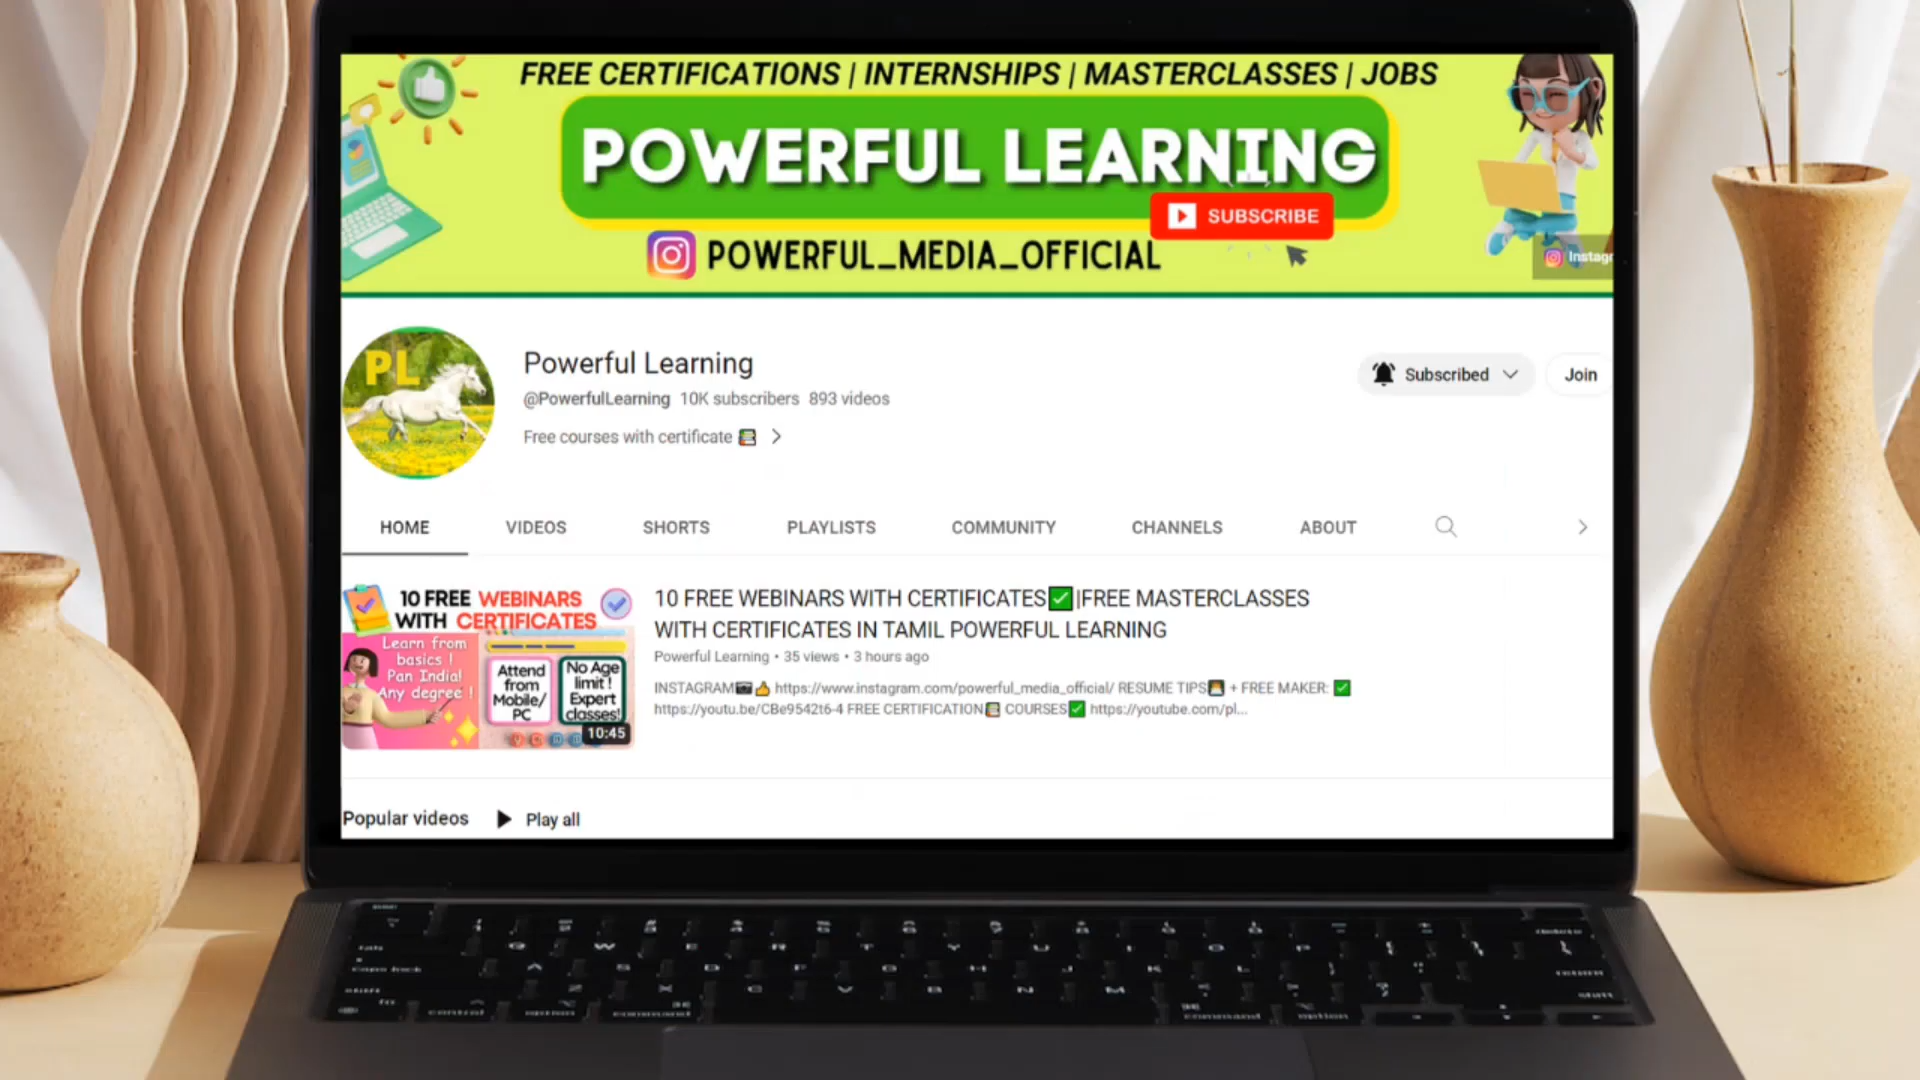 FREE CERTIFICATIONS | INTERNSHIPS | MASTERCLASSES | JOBS
POWERFUL LEARNING
SUBSCRIBE
POWERFUL_MEDIA_OFFICIAL
Instagr
PL
Powerful Learning
@PowerfulLearning 10K subscribers 893 videos
Free courses with certificate
Subscribed
Join
HOME VIDEOS SHORTS PLAYLISTS COMMUNITY CHANNELS ABOUT
10 FREE WEBINARS
WITH CERTIFICATES
Learn from
basics !
Pan India!
Any degree !
Attend
from
Mobile/
PC
No Age
limit !
Expert
classes!
10:45
10 FREE WEBINARS WITH CERTIFICATES✅|FREE MASTERCLASSES
WITH CERTIFICATES IN TAMIL POWERFUL LEARNING
Powerful Learning • 35 views • 3 hours ago
INSTAGRAM📷👍 https://www.instagram.com/powerful_media_official/ RESUME TIPS + FREE MAKER: ✅
https://youtu.be/CBe9542t6-4 FREE CERTIFICATION📚 COURSES✅ https://youtube.com/pl...
Popular videos Play all